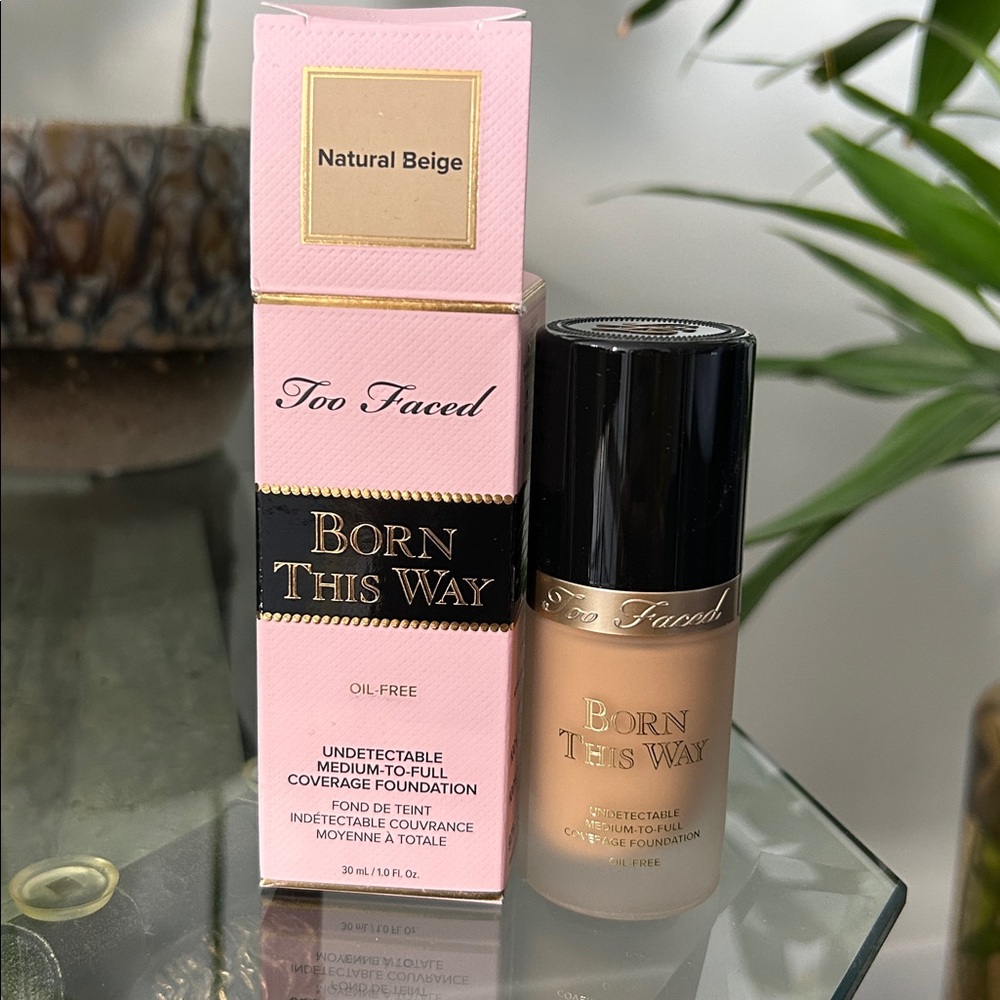 Natural Beige
Too Faced
BORN
THIS WAY
OIL-FREE
UNDETECTABLE
MEDIUM-TO-FULL
COVERAGE FOUNDATION
FOND DE TEINT
INDÉTECTABLE COUVRANCE
MOYENNE À TOTALE
30 mL / 1.0 FL. OZ.
Too Faced
BORN
THIS WAY
UNDETECTABLE
MEDIUM-TO-FULL
COVERAGE FOUNDATION
OIL-FREE